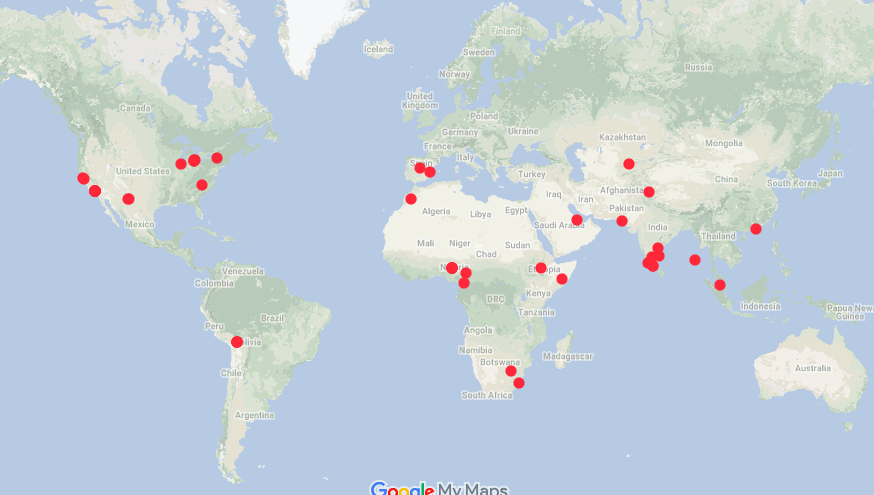 Iceland
Finland
Sweden
Norway
Russia
Canada
United
Kingdom
Poland
Germany
Ukraine
Kazakhstan
France
Mongolia
Spain
Italy
United States
Turkey
China
Japan
South Korea
Afghanistan
Iraq
Iran
Algeria
Libya
Egypt
Pakistan
Mexico
Saudi Arabia
India
Thailand
Mali
Niger
Sudan
Chad
Nigeria
Ethiopia
Venezuela
Colombia
Kenya
DRC
Indonesia
Papua New
Guinea
Tanzania
Brazil
Peru
Angola
Bolivia
Namibia
Madagascar
Botswana
Chile
Australia
South Africa
Argentina
Google My Maps